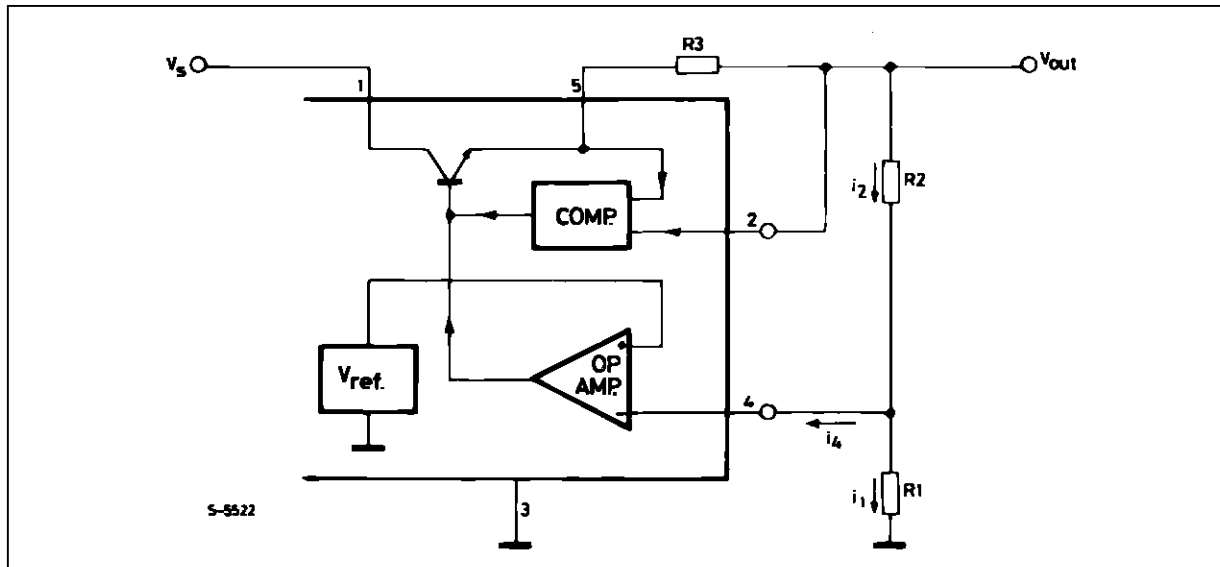 R3
Vs
Vout
1
5
i2
R2
COMP.
2
Vref.
OP
AMP.
4
i4
i1
R1
S-5522
3